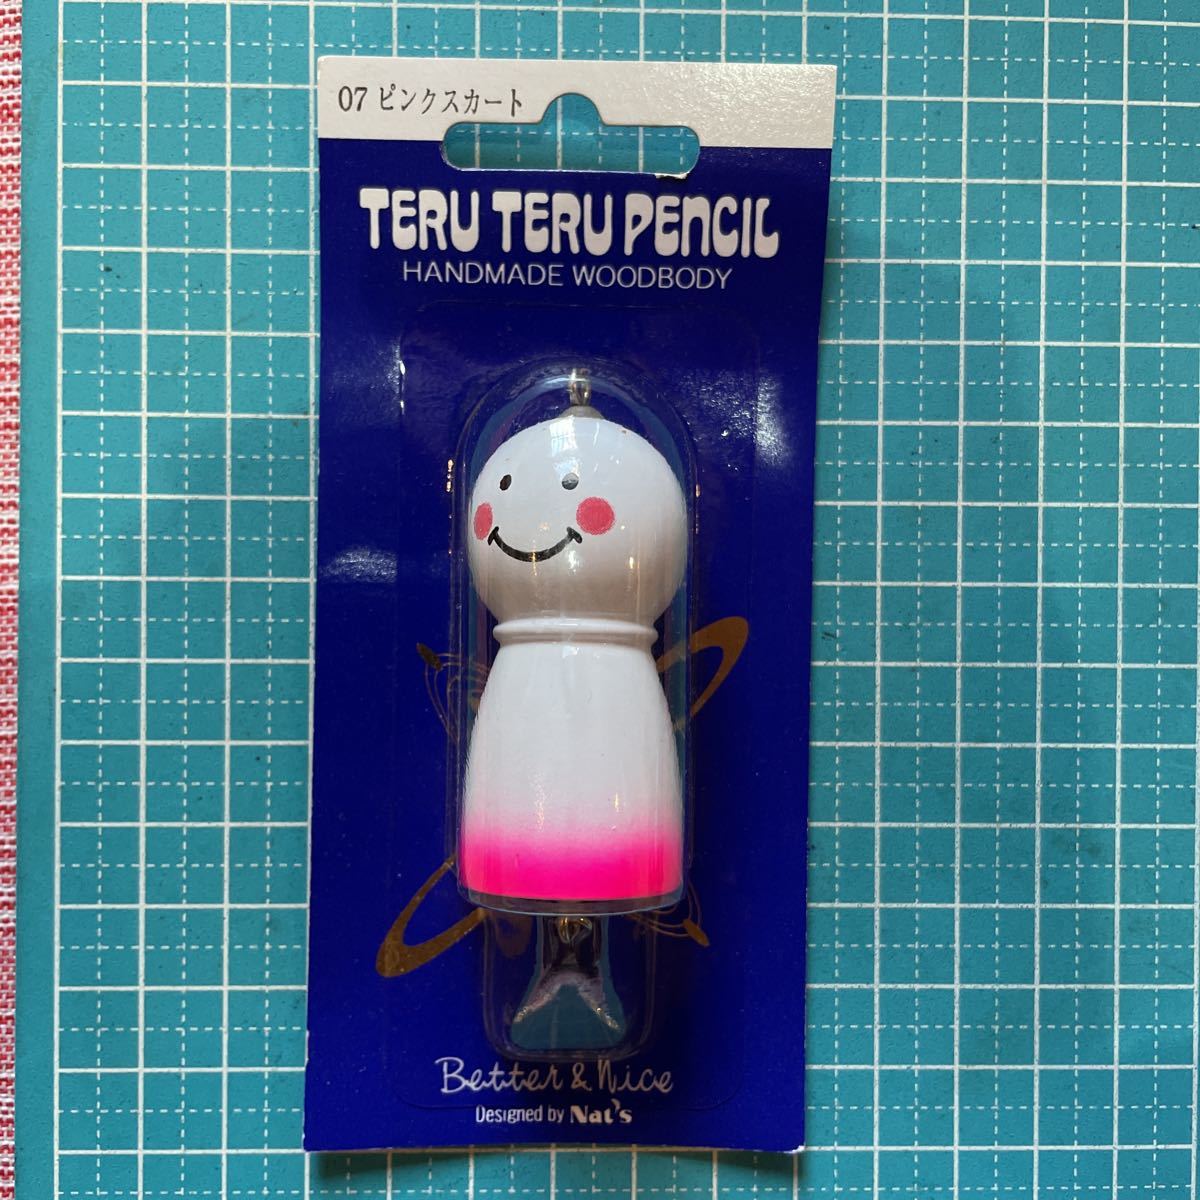 07 ピンクスカート
TERU TERU PENCIL
HANDMADE WOODBODY
Better & Nice
Designed by Nat's